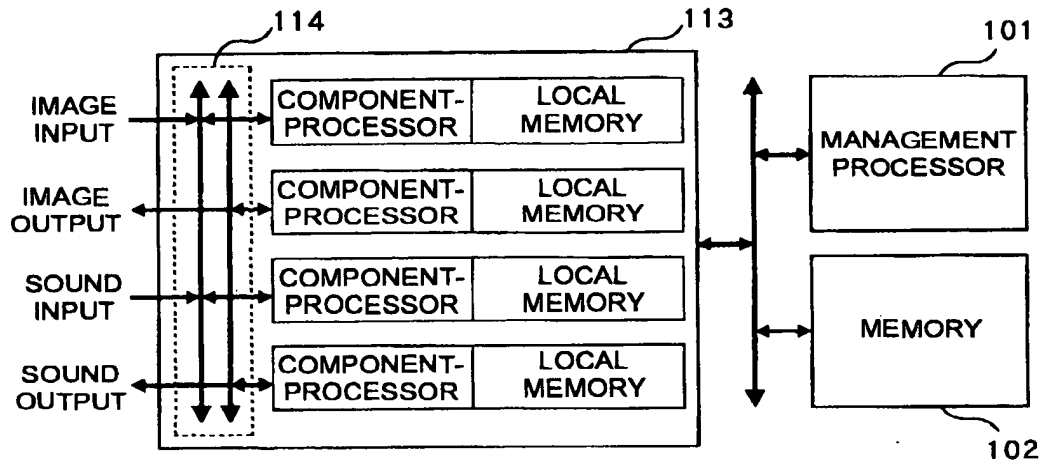 114
113
101
IMAGE
INPUT
COMPONENT-
PROCESSOR
LOCAL
MEMORY
MANAGEMENT
PROCESSOR
IMAGE
OUTPUT
COMPONENT-
PROCESSOR
LOCAL
MEMORY
SOUND
INPUT
COMPONENT-
PROCESSOR
LOCAL
MEMORY
MEMORY
SOUND
OUTPUT
COMPONENT-
PROCESSOR
LOCAL
MEMORY
102